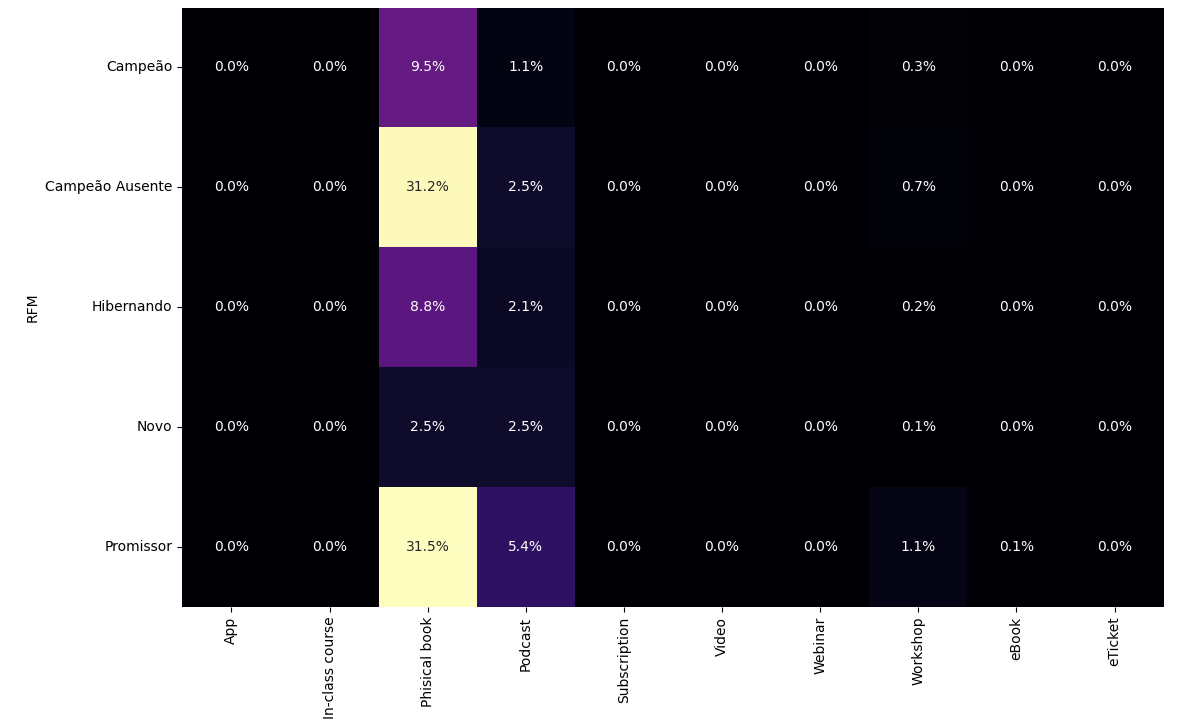 Campeão 0.0% 0.0% 9.5% 1.1% 0.0% 0.0% 0.0% 0.3% 0.0% 0.0%
Campeão Ausente 0.0% 0.0% 31.2% 2.5% 0.0% 0.0% 0.0% 0.7% 0.0% 0.0%
Hibernando 0.0% 0.0% 8.8% 2.1% 0.0% 0.0% 0.0% 0.2% 0.0% 0.0%
RFM
Novo 0.0% 0.0% 2.5% 2.5% 0.0% 0.0% 0.0% 0.1% 0.0% 0.0%
Promissor 0.0% 0.0% 31.5% 5.4% 0.0% 0.0% 0.0% 1.1% 0.1% 0.0%
App
In-class course
Phisical book
Podcast
Subscription
Video
Webinar
Workshop
eBook
eTicket